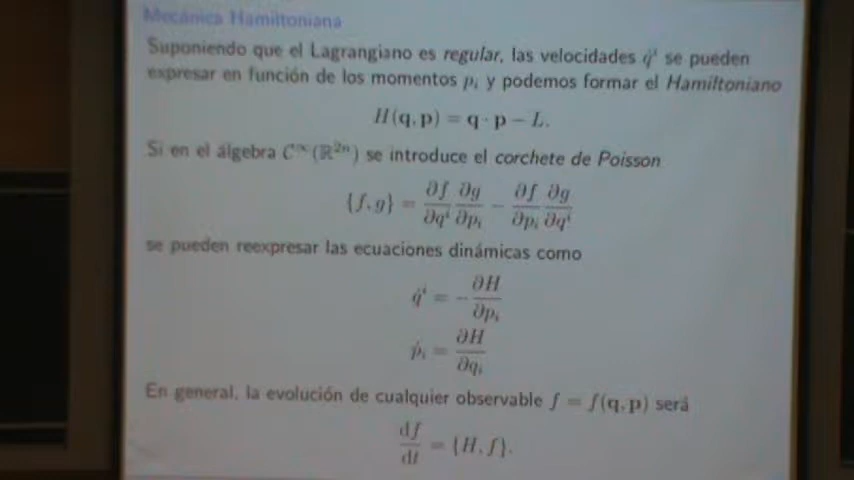 Mecánica Hamiltoniana
Suponiendo que el Lagrangiano es regular, las velocidades q̇ⁱ se pueden
expresar en función de los momentos pᵢ y podemos formar el Hamiltoniano
H(q, p) = q · p − L.
Si en el álgebra C^∞(ℝ²ⁿ) se introduce el corchete de Poisson
{f, g} = ∂f/∂qⁱ ∂g/∂pᵢ − ∂f/∂pᵢ ∂g/∂qⁱ
se pueden reexpresar las ecuaciones dinámicas como
q̇ⁱ = −∂H/∂pᵢ
ṗᵢ = ∂H/∂qᵢ
En general, la evolución de cualquier observable f = f(q, p) será
df/dt = {H, f}.